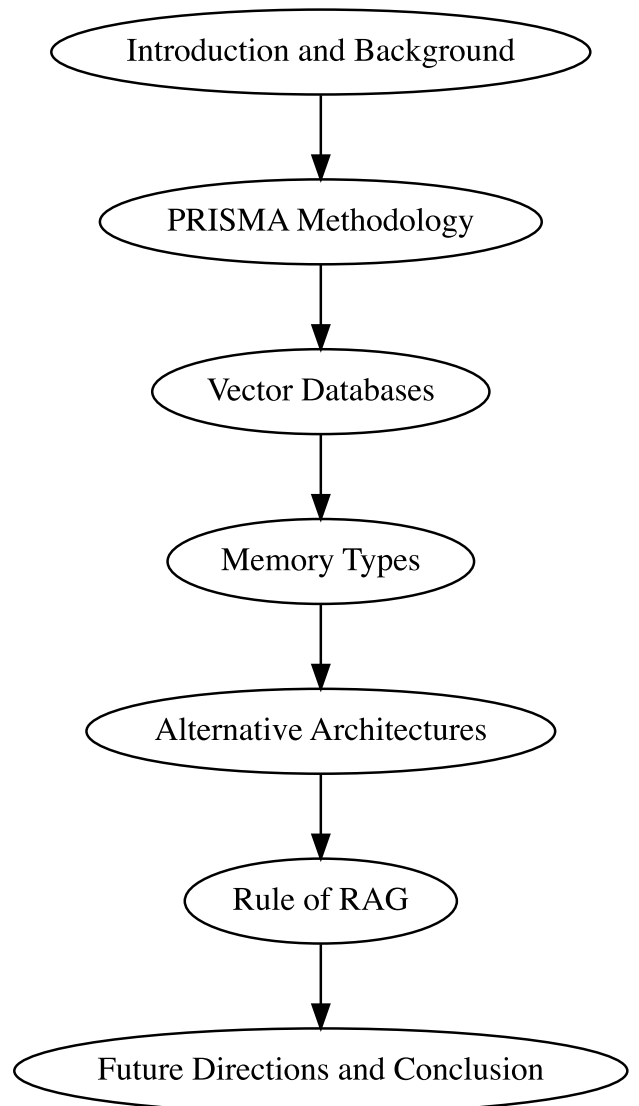 Introduction and Background
PRISMA Methodology
Vector Databases
Memory Types
Alternative Architectures
Rule of RAG
Future Directions and Conclusion